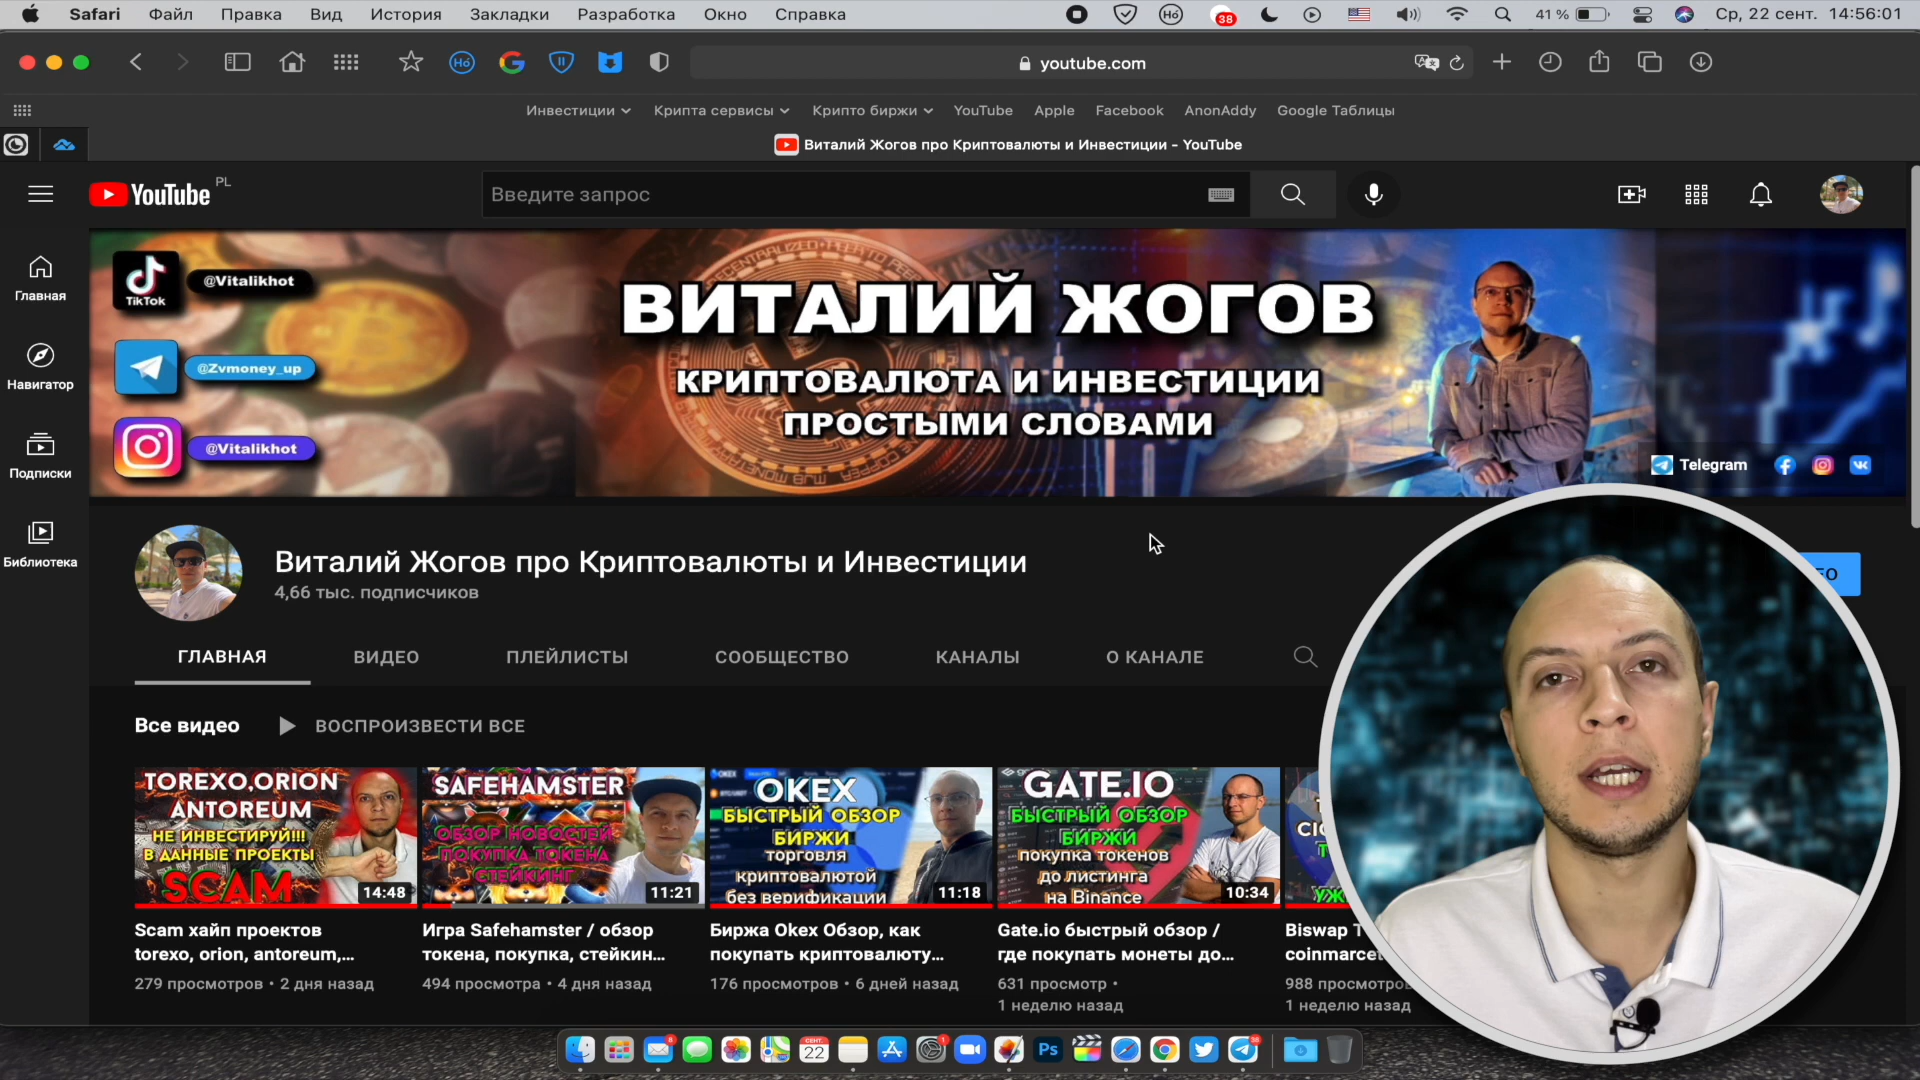 Safari Файл Правка Вид История Закладки Разработка Окно Справка
38 41 % Ср, 22 сент. 14:56:01
youtube.com
Инвестиции Крипта сервисы Крипто биржи YouTube Apple Facebook AnonAddy Google Таблицы
Виталий Жогов про Криптовалюты и Инвестиции - YouTube
YouTube PL
Введите запрос
Главная
Навигатор
Подписки
Библиотека
TikTok
@Vitalikhot
@Zvmoney_up
@Vitalikhot
ВИТАЛИЙ ЖОГОВ
КРИПТОВАЛЮТА И ИНВЕСТИЦИИ
ПРОСТЫМИ СЛОВАМИ
Telegram
Виталий Жогов про Криптовалюты и Инвестиции
4,66 тыс. подписчиков
ГЛАВНАЯ ВИДЕО ПЛЕЙЛИСТЫ СООБЩЕСТВО КАНАЛЫ О КАНАЛЕ
Все видео ВОСПРОИЗВЕСТИ ВСЕ
TOREXO,ORION
ANTOREUM
НЕ ИНВЕСТИРУЙ!!!
В ДАННЫЕ ПРОЕКТЫ
SCAM
14:48
Scam хайп проектов
torexo, orion, antoreum,...
279 просмотров • 2 дня назад
SAFEHAMSTER
ОБЗОР НОВОСТЕЙ
ПОКУПКА ТОКЕНА
СТЕЙКИНГ
11:21
Игра Safehamster / обзор
токена, покупка, стейкин...
494 просмотра • 4 дня назад
OKEX
БЫСТРЫЙ ОБЗОР
БИРЖИ
торговля
криптовалютой
без верификации
11:18
Биржа Okex Обзор, как
покупать криптовалюту...
176 просмотров • 6 дней назад
GATE.IO
БЫСТРЫЙ ОБЗОР
БИРЖИ
покупка токенов
до листинга
на Binance
10:34
Gate.io быстрый обзор /
где покупать монеты до...
631 просмотр •
1 неделю назад
Biswap
coinmarcet
988 просмотров
1 неделю назад
СЕНТ.
22
Ps